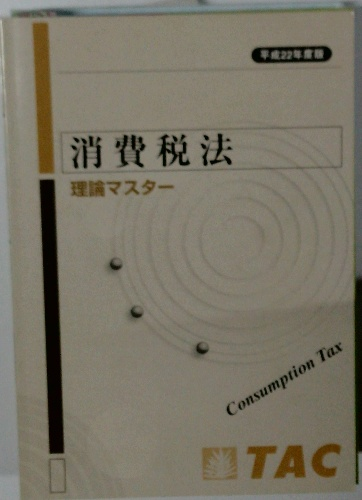 平成22年度版
消費税法
理論マスター
Consumption Tax
TAC